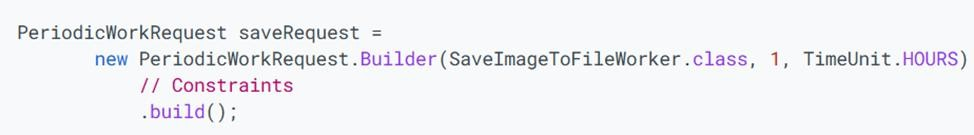 PeriodicWorkRequest saveRequest =
new PeriodicWorkRequest.Builder(SaveImageToFileWorker.class, 1, TimeUnit.HOURS)
// Constraints
.build();